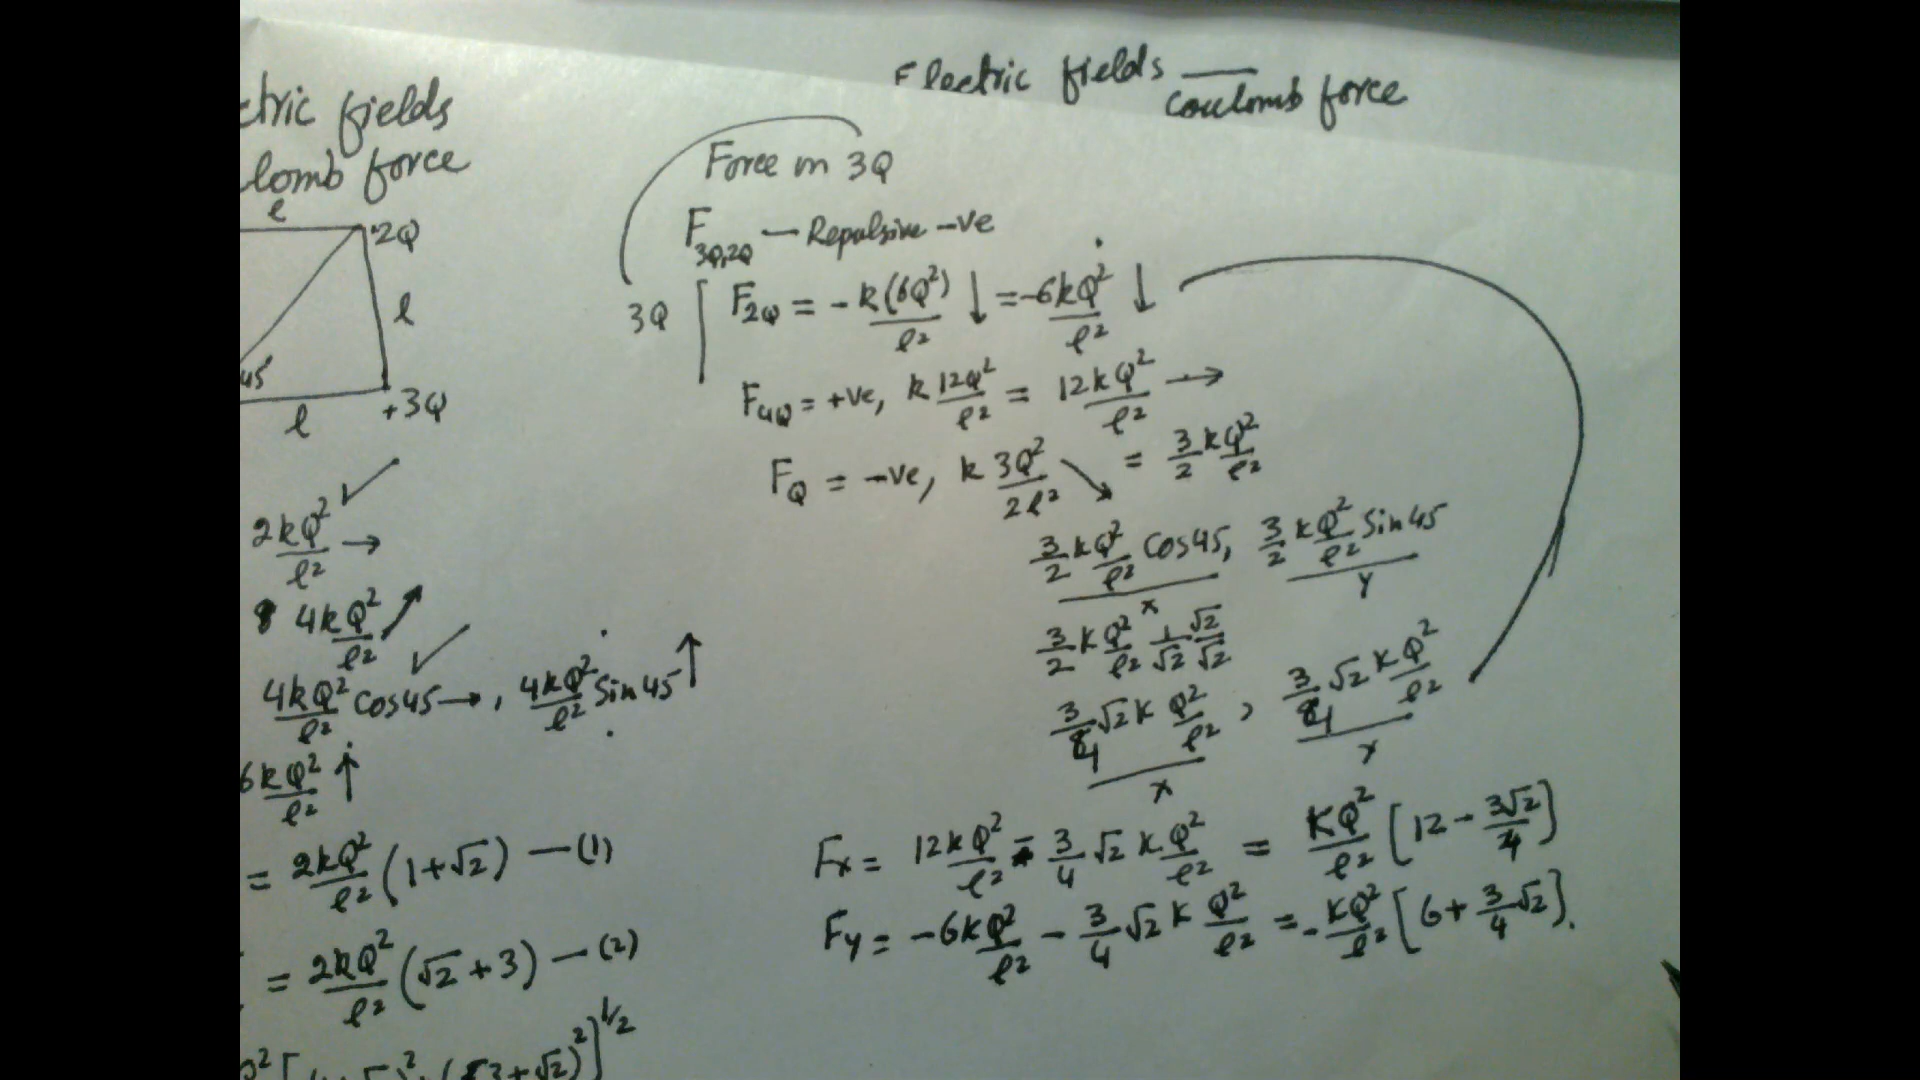 Electric fields —
Coulomb force
ctric fields
lomb force
l
2Q
l
45
l
+3Q
2kQ²/l² →
4kQ²/l² ↗
4kQ²/l² Cos45 →, 4kQ²/l² Sin45 ↑
6kQ²/l² ↑
= 2kQ²/l² (1+√2) — (1)
= 2kQ²/l² (√2+3) — (2)
Force on 3Q
F3Q,2Q — Repulsive -ve
3Q
F2Q = - k(6Q²)/l² ↓ = -6kQ²/l² ↓
F4Q = +ve, k 12Q²/l² = 12kQ²/l² →
FQ = -ve, k 3Q²/2l² ↘ = 3/2 kQ²/l²
3/2 kQ²/l² Cos45, 3/2 kQ²/l² Sin45
x y
3/2 k Q²/l² 1/√2 √2/√2
3/4 √2 k Q²/l² , 3/4 √2 k Q²/l²
x y
Fx = 12kQ²/l² - 3/4 √2 k Q²/l² = KQ²/l² [12 - 3√2/4]
Fy = -6kQ²/l² - 3/4 √2 k Q²/l² = -KQ²/l² [6 + 3/4 √2].